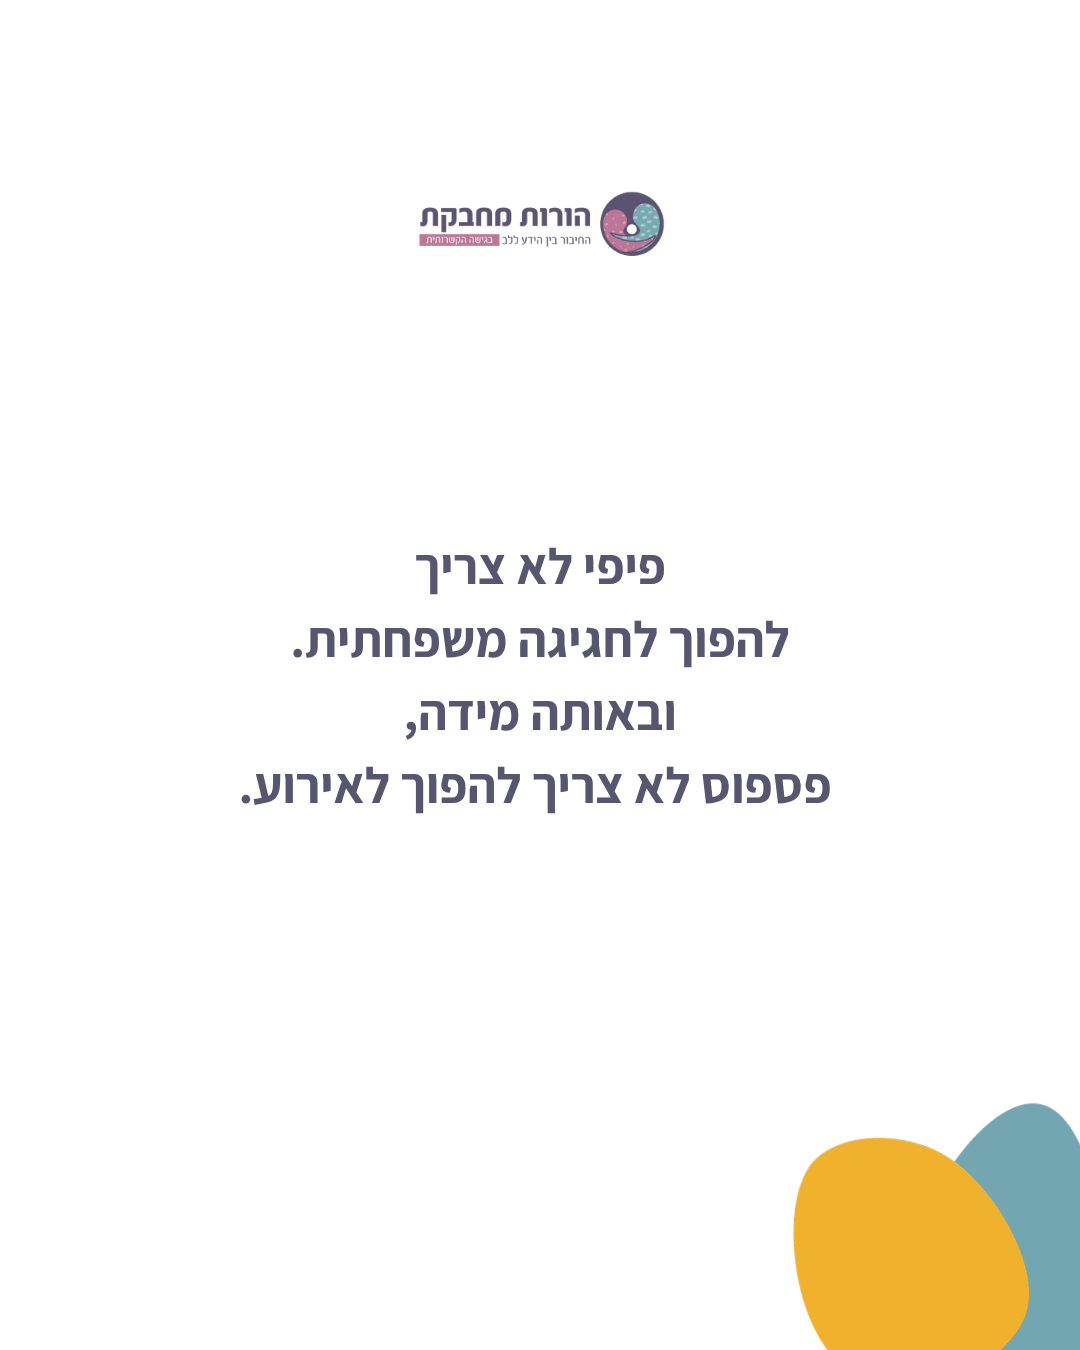 הורות מחבקת
החיבור בין הידע ללב בגישה הקשרותית
פיפי לא צריך
להפוך לחגיגה משפחתית.
ובאותה מידה,
פספוס לא צריך להפוך לאירוע.